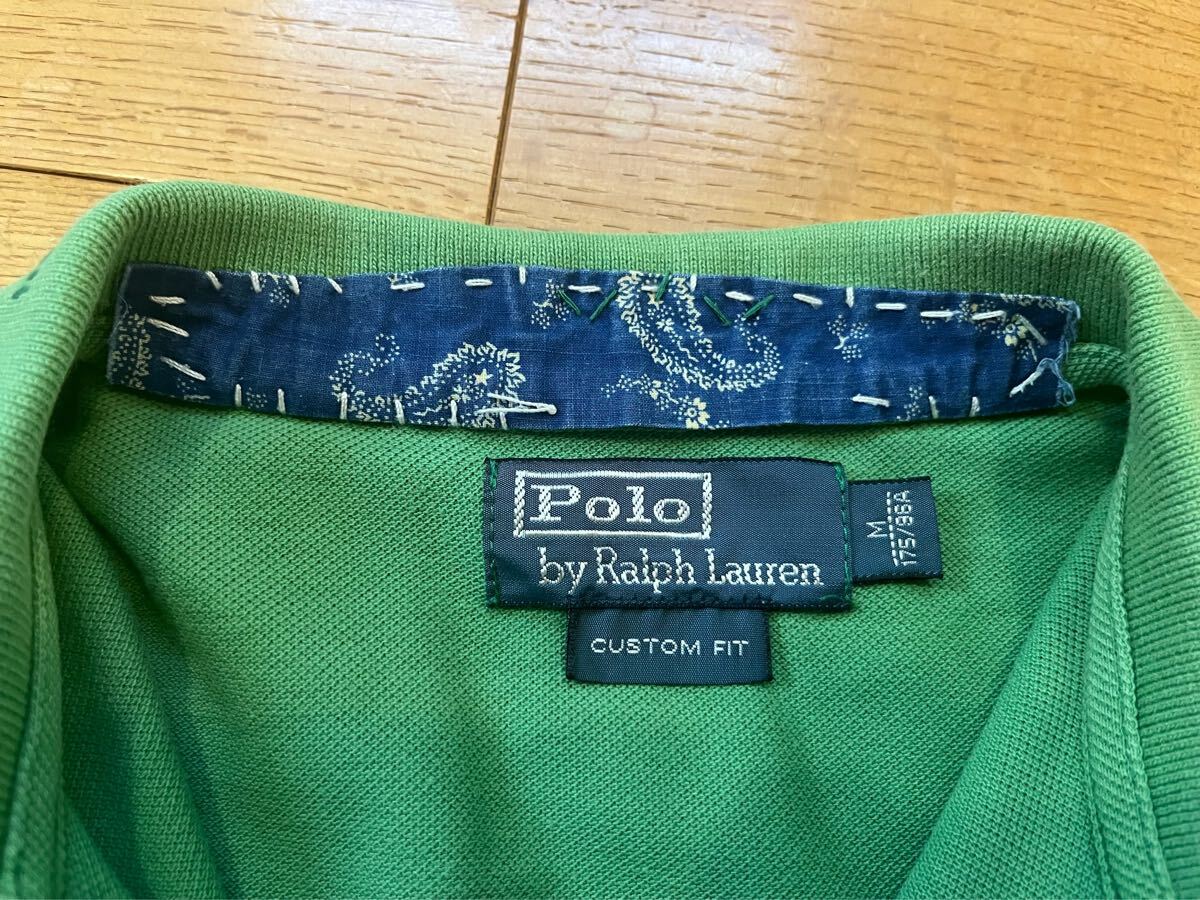 Polo
by Ralph Lauren
M
175/96A
CUSTOM FIT